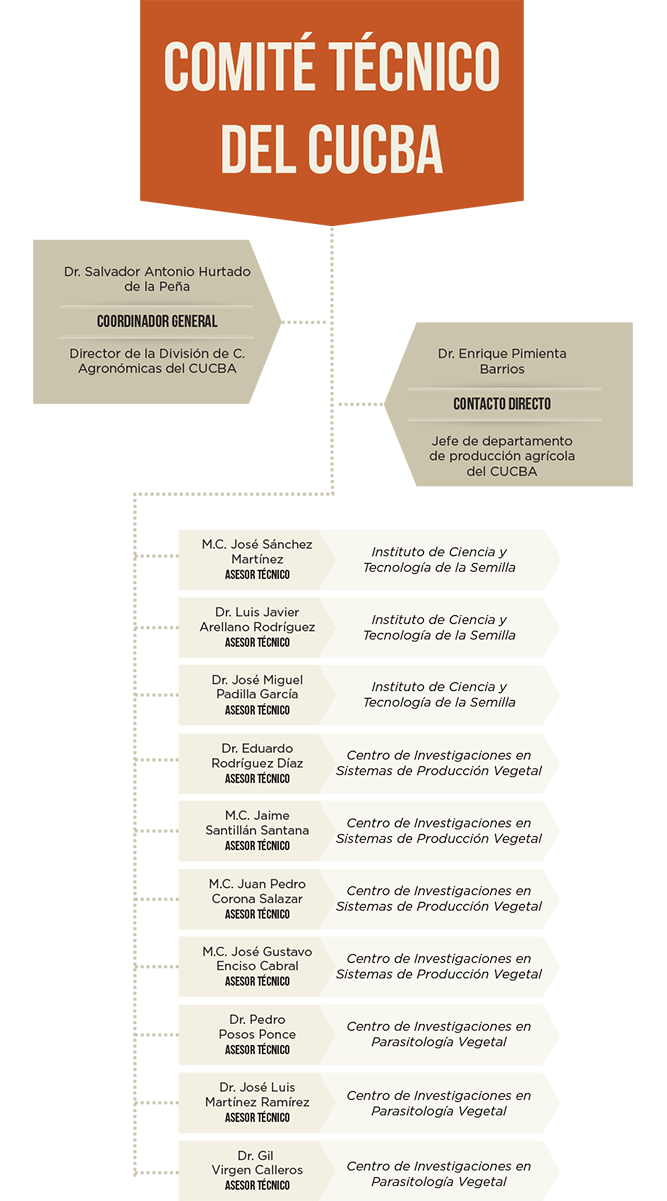 COMITÉ TÉCNICO
DEL CUCBA
Dr. Salvador Antonio Hurtado
de la Peña
COORDINADOR GENERAL
Director de la División de C.
Agronómicas del CUCBA
Dr. Enrique Pimienta
Barrios
CONTACTO DIRECTO
Jefe de departamento
de producción agrícola
del CUCBA
M.C. José Sánchez
Martínez
ASESOR TÉCNICO
Instituto de Ciencia y
Tecnología de la Semilla
Dr. Luis Javier
Arellano Rodríguez
ASESOR TÉCNICO
Instituto de Ciencia y
Tecnología de la Semilla
Dr. José Miguel
Padilla García
ASESOR TÉCNICO
Instituto de Ciencia y
Tecnología de la Semilla
Dr. Eduardo
Rodríguez Díaz
ASESOR TÉCNICO
Centro de Investigaciones en
Sistemas de Producción Vegetal
M.C. Jaime
Santillán Santana
ASESOR TÉCNICO
Centro de Investigaciones en
Sistemas de Producción Vegetal
M.C. Juan Pedro
Corona Salazar
ASESOR TÉCNICO
Centro de Investigaciones en
Sistemas de Producción Vegetal
M.C. José Gustavo
Enciso Cabral
ASESOR TÉCNICO
Centro de Investigaciones en
Sistemas de Producción Vegetal
Dr. Pedro
Posos Ponce
ASESOR TÉCNICO
Centro de Investigaciones en
Parasitología Vegetal
Dr. José Luis
Martínez Ramírez
ASESOR TÉCNICO
Centro de Investigaciones en
Parasitología Vegetal
Dr. Gil
Virgen Calleros
ASESOR TÉCNICO
Centro de Investigaciones en
Parasitología Vegetal